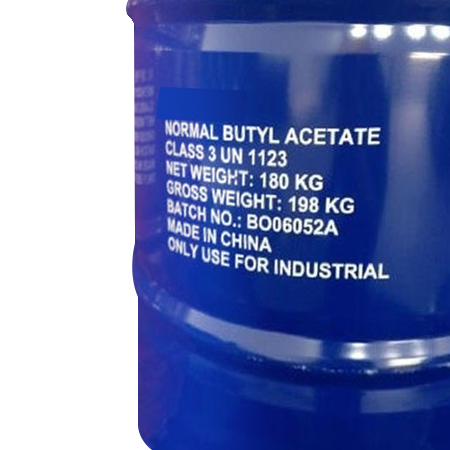 NORMAL BUTYL ACETATE
CLASS 3 UN 1123
NET WEIGHT: 180 KG
GROSS WEIGHT: 198 KG
BATCH NO.: BO06052A
MADE IN CHINA
ONLY USE FOR INDUSTRIAL